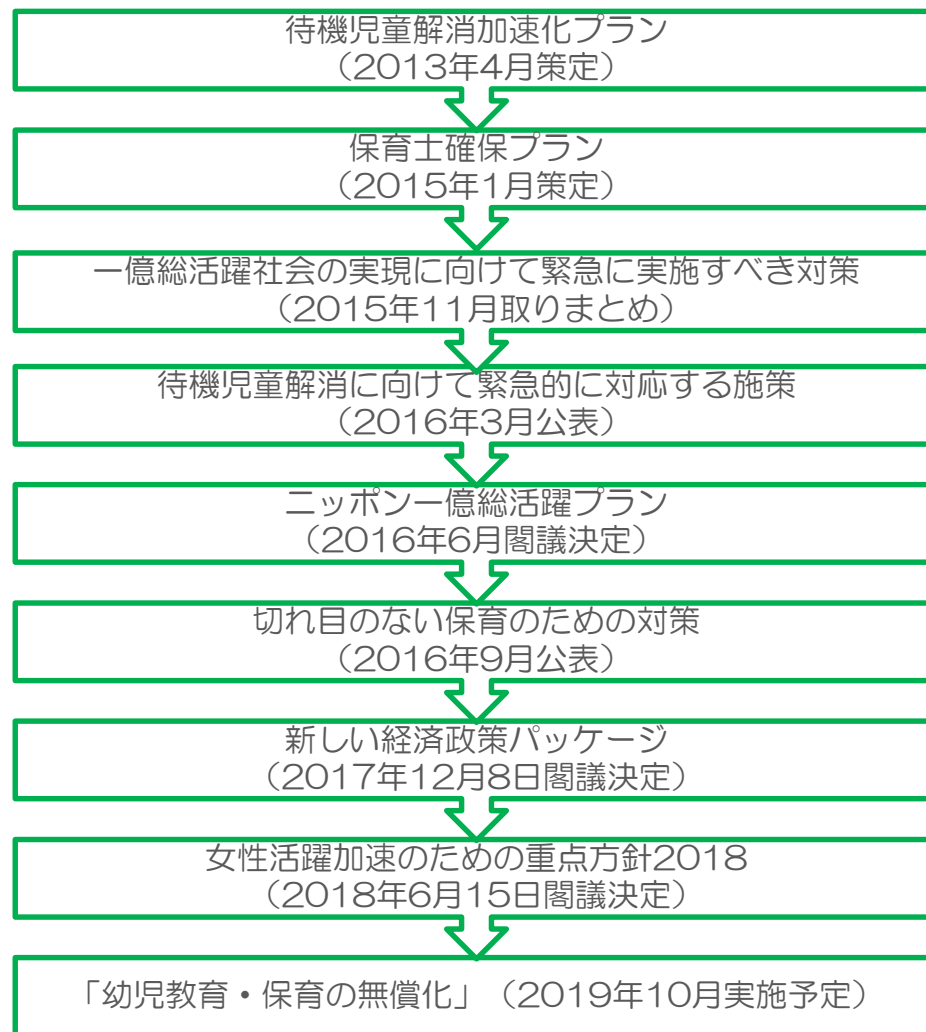 待機児童解消加速化プラン
（2013年4月策定）
保育士確保プラン
（2015年1月策定）
一億総活躍社会の実現に向けて緊急に実施すべき対策
（2015年11月取りまとめ）
待機児童解消に向けて緊急的に対応する施策
（2016年3月公表）
ニッポン一億総活躍プラン
（2016年6月閣議決定）
切れ目のない保育のための対策
（2016年9月公表）
新しい経済政策パッケージ
（2017年12月8日閣議決定）
女性活躍加速のための重点方針2018
（2018年6月15日閣議決定）
「幼児教育・保育の無償化」（2019年10月実施予定）